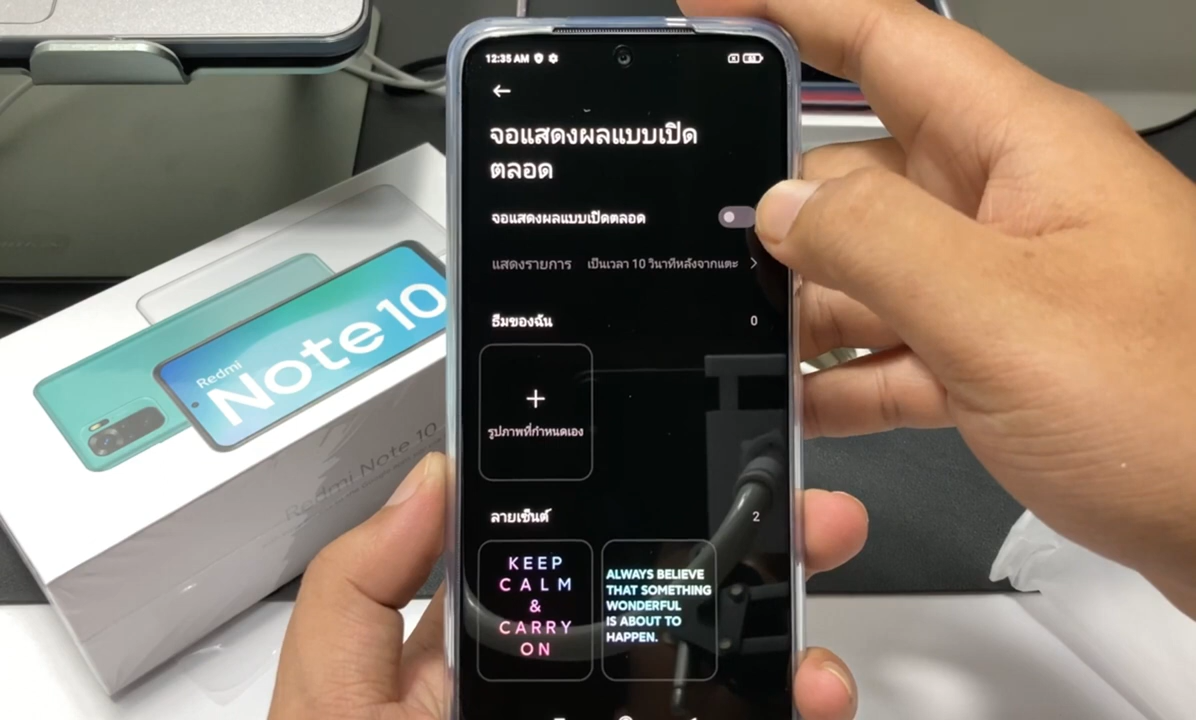 12:35 AM
จอแสดงผลแบบเปิด
ตลอด
จอแสดงผลแบบเปิดตลอด
แสดงรายการ เป็นเวลา 10 วินาทีหลังจากแตะ
ธีมของฉัน 0
+
รูปภาพที่กำหนดเอง
ลายเซ็นต์ 2
KEEP
CALM
&
CARRY
ON
ALWAYS BELIEVE
THAT SOMETHING
WONDERFUL
IS ABOUT TO
HAPPEN.
Redmi
Note 10
Redmi Note 10